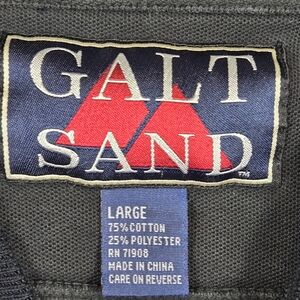 GALT
SAND
TM
LARGE
75% COTTON
25% POLYESTER
RN 71908
MADE IN CHINA
CARE ON REVERSE